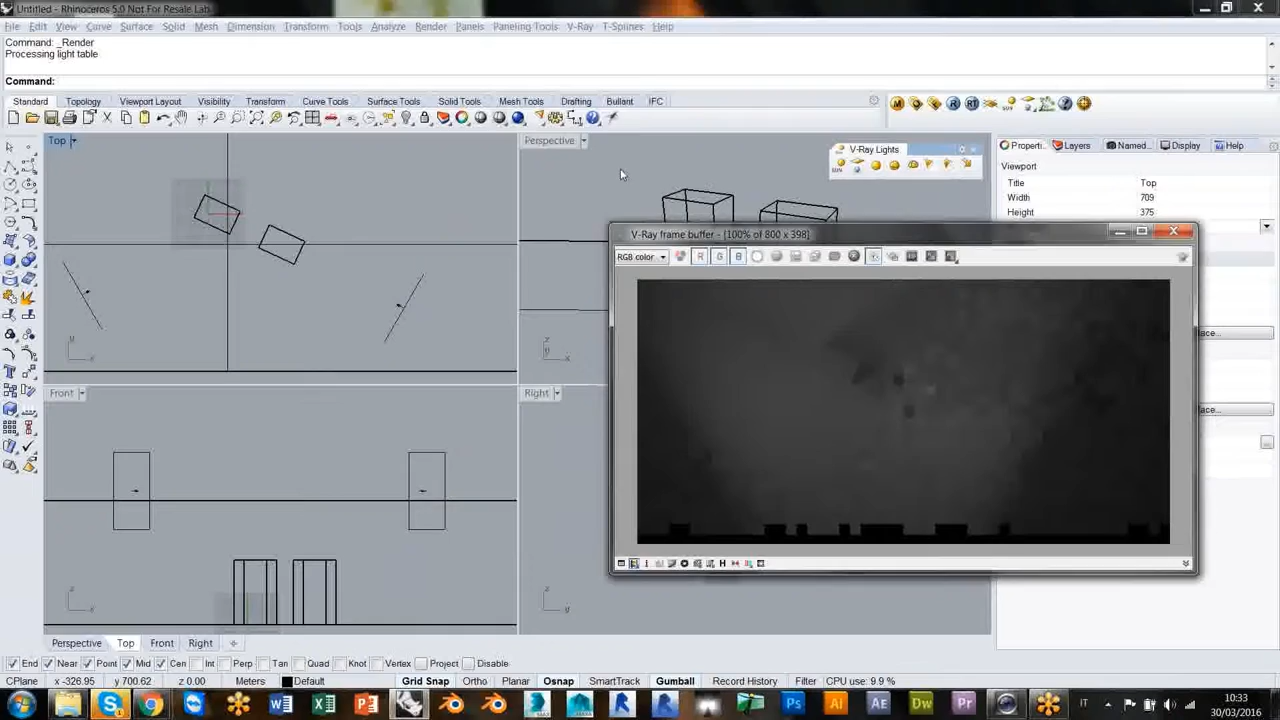 Untitled - Rhinoceros 5.0 Not For Resale Lab
File Edit View Curve Surface Solid Mesh Dimension Transform Tools Analyze Render Panels Paneling Tools V-Ray T-Splines Help
Command: _Render
Processing light table
Command:
Standard Topology Viewport Layout Visibility Transform Curve Tools Surface Tools Solid Tools Mesh Tools Drafting Bullant IFC
Top
Perspective
V-Ray Lights
SUN
Properti... Layers Named... Display Help
Viewport
Title Top
Width 709
Height 375
V-Ray frame buffer - [100% of 800 x 398]
RGB color R G B
ace...
ace...
y
x
z
y
x
Front
Right
z
x
z
y
Perspective Top Front Right
End Near Point Mid Cen Int Perp Tan Quad Knot Vertex Project Disable
CPlane x -326.95 y 700.62 z 0.00 Meters Default Grid Snap Ortho Planar Osnap SmartTrack Gumball Record History Filter CPU use: 9.9 %
IT
10:33
30/03/2016